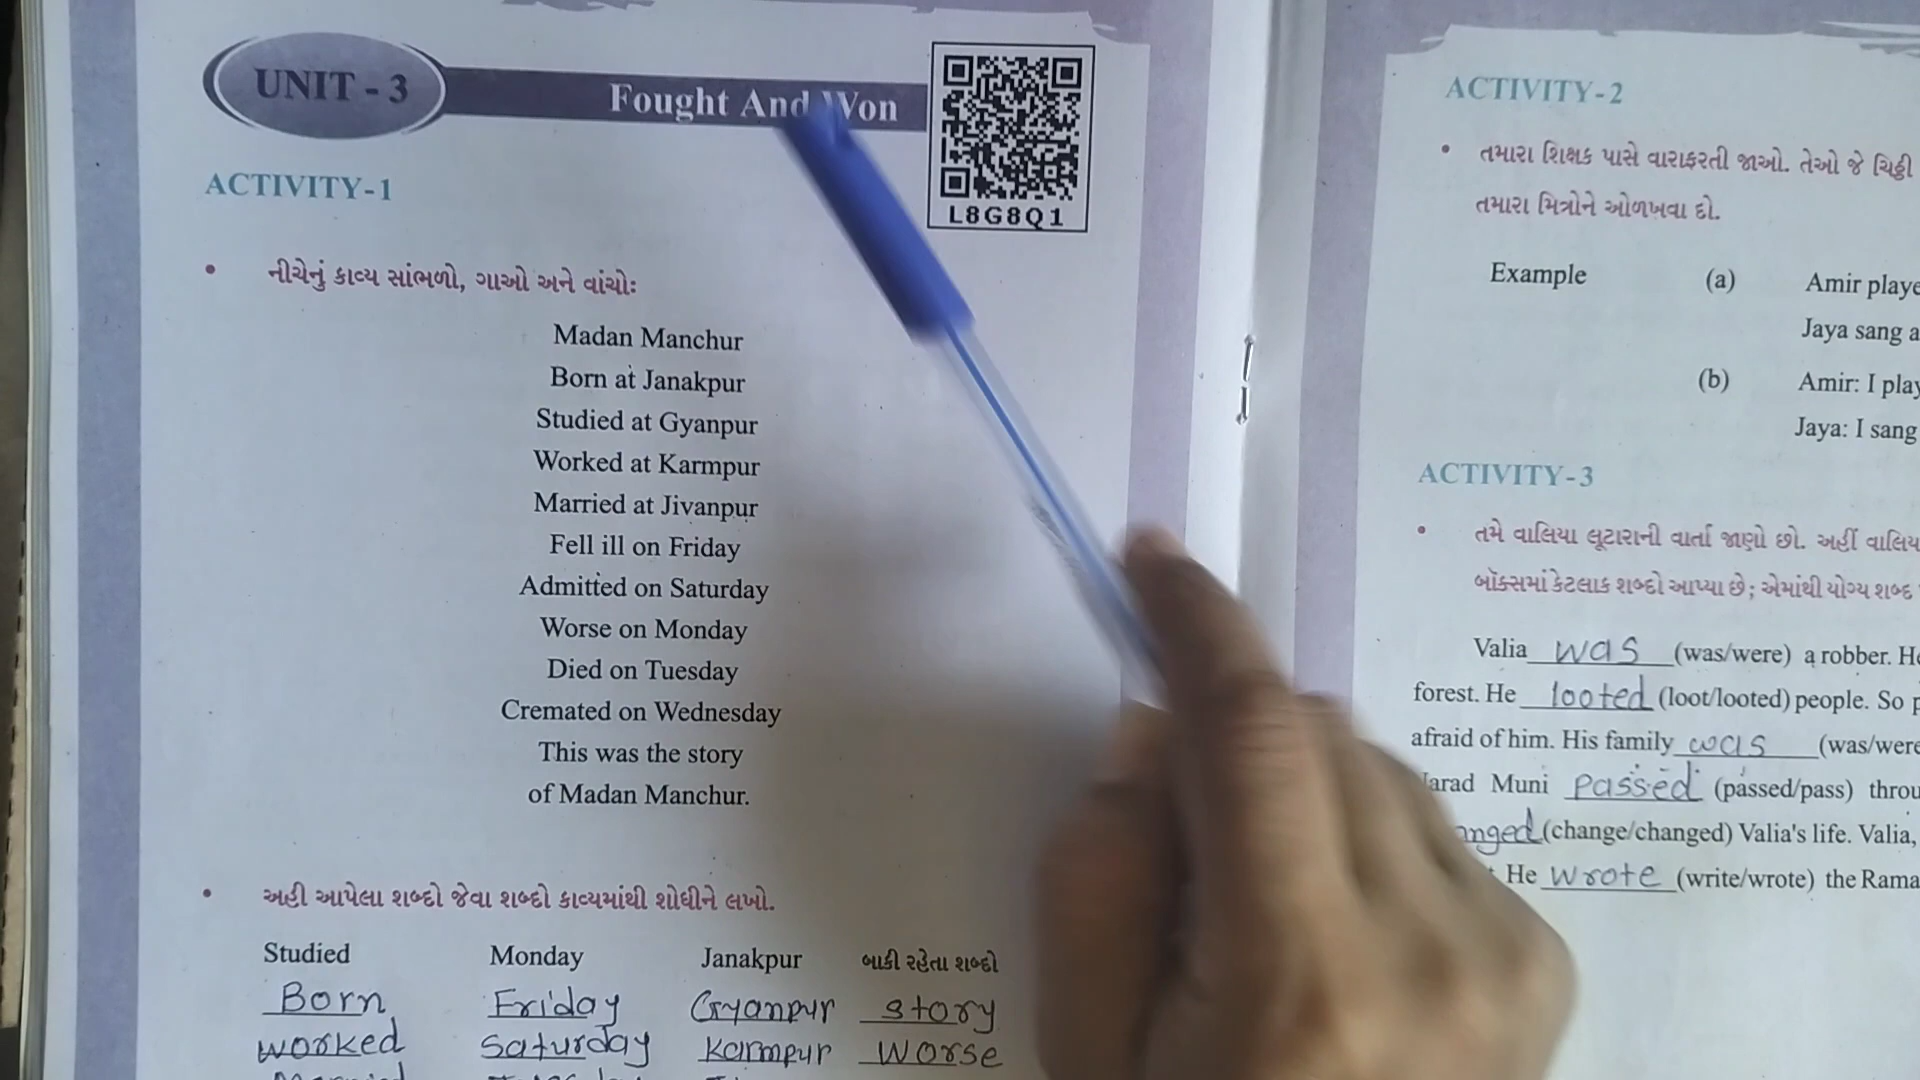 UNIT - 3
Fought And Won
L8G8Q1
ACTIVITY-1
• નીચેનું કાવ્ય સાંભળો, ગાઓ અને વાંચોઃ
Madan Manchur
Born at Janakpur
Studied at Gyanpur
Worked at Karmpur
Married at Jivanpur
Fell ill on Friday
Admitted on Saturday
Worse on Monday
Died on Tuesday
Cremated on Wednesday
This was the story
of Madan Manchur.
• અહી આપેલા શબ્દો જેવા શબ્દો કાવ્યમાંથી શોધીને લખો.
Studied Monday Janakpur બાકી રહેતા શબ્દો
Born Friday Gyanpur story
worked saturday Karmpur worse
ACTIVITY-2
• તમારા શિક્ષક પાસે વારાફરતી જાઓ. તેઓ જે ચિઠ્ઠી
તમારા મિત્રોને ઓળખવા દો.
Example (a) Amir playe
Jaya sang a
(b) Amir: I play
Jaya: I sang
ACTIVITY-3
• તમે વાલિયા લૂટારાની વાર્તા જાણો છો. અહીં વાલિય
બૉક્સમાં કેટલાક શબ્દો આપ્યા છે; એમાંથી યોગ્ય શબ્દ
Valia was (was/were) a robber. He
forest. He looted (loot/looted) people. So p
afraid of him. His family was (was/were
arad Muni passed (passed/pass) throu
anged (change/changed) Valia's life. Valia,
He wrote (write/wrote) the Rama